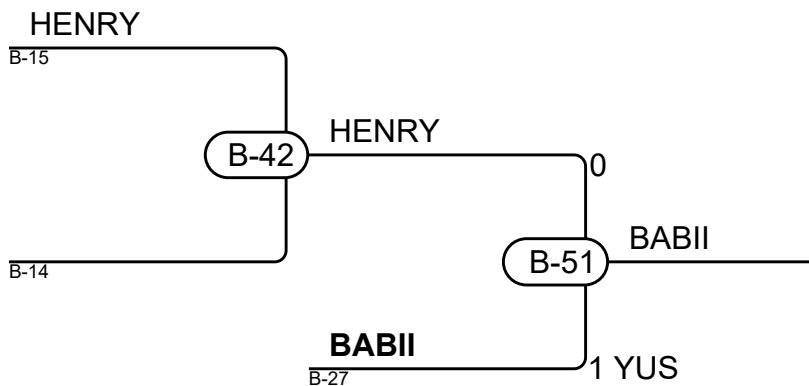 HENRY
B-15
B-42
HENRY
0
B-14
B-51
BABII
BABII
B-27
1 YUS